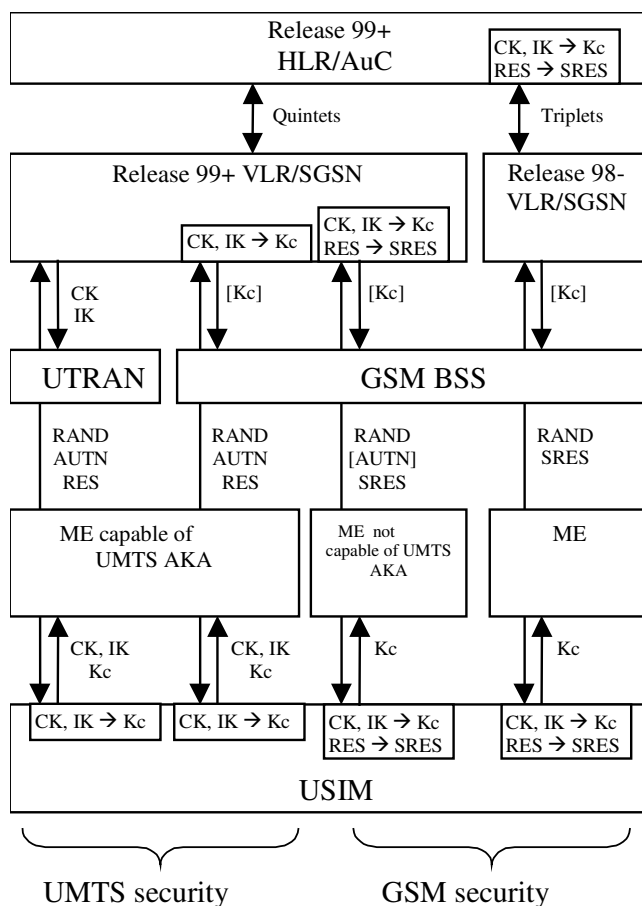 Release 99+
HLR/AuC
CK, IK → Kc
RES → SRES
Quintets
Triplets
Release 99+ VLR/SGSN
CK, IK → Kc
CK, IK → Kc
RES → SRES
Release 98-
VLR/SGSN
CK
IK
[Kc]
[Kc]
[Kc]
UTRAN
GSM BSS
RAND
AUTN
RES
RAND
AUTN
RES
RAND
[AUTN]
SRES
RAND
SRES
ME capable of
UMTS AKA
ME not
capable of UMTS
AKA
ME
CK, IK
Kc
CK, IK
Kc
Kc
Kc
CK, IK → Kc
CK, IK → Kc
CK, IK → Kc
RES → SRES
CK, IK → Kc
RES → SRES
USIM
UMTS security
GSM security